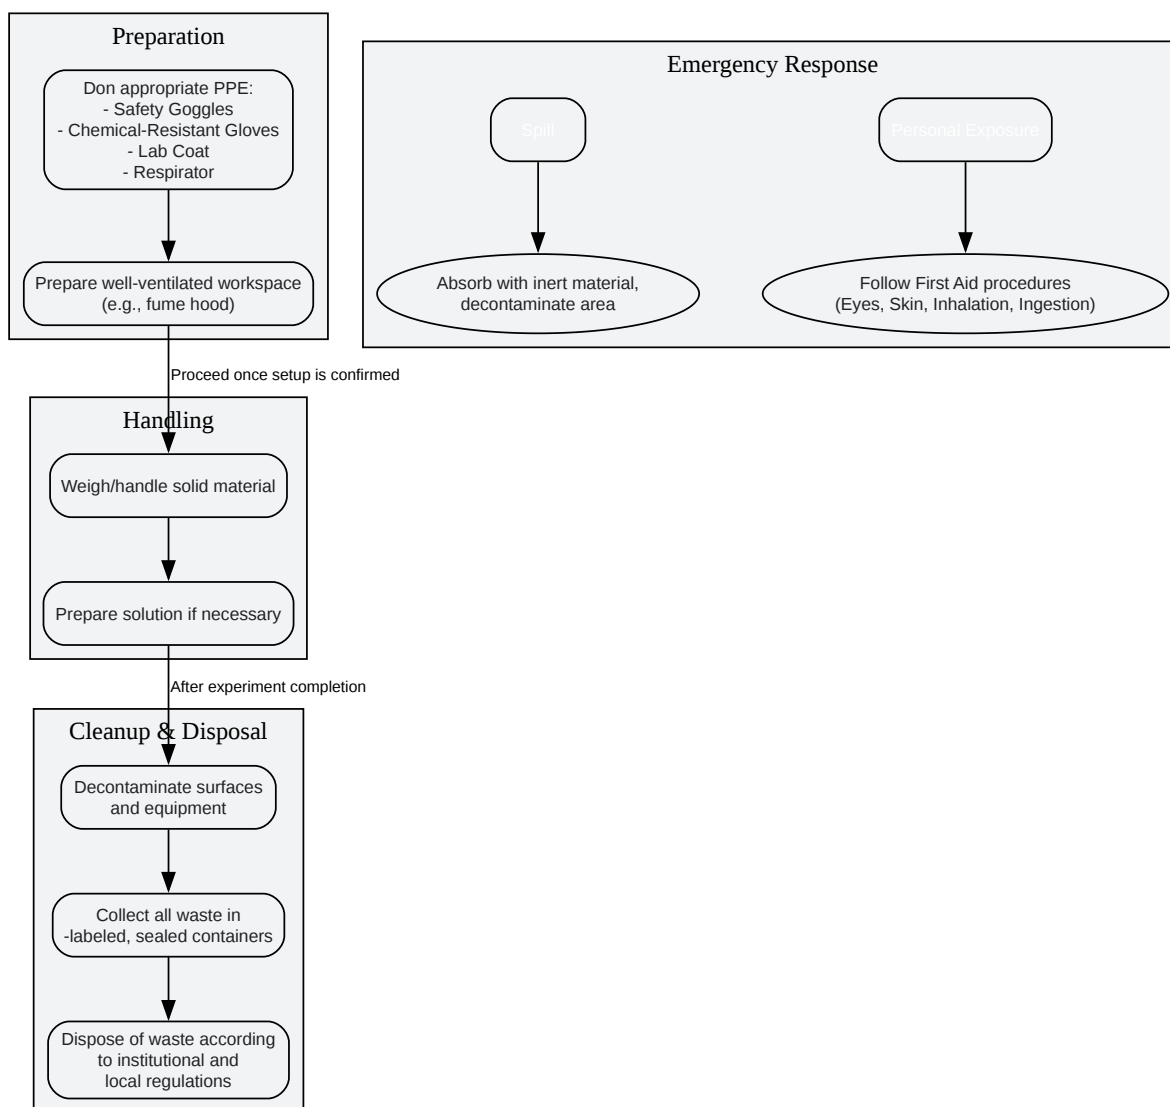 Preparation
Don appropriate PPE:
- Safety Goggles
- Chemical-Resistant Gloves
- Lab Coat
- Respirator
Prepare well-ventilated workspace
(e.g., fume hood)
Proceed once setup is confirmed
Handling
Weigh/handle solid material
Prepare solution if necessary
After experiment completion
Cleanup & Disposal
Decontaminate surfaces
and equipment
Collect all waste in
-labeled, sealed containers
Dispose of waste according
to institutional and
local regulations
Emergency Response
Spill
Absorb with inert material,
decontaminate area
Personal Exposure
Follow First Aid procedures
(Eyes, Skin, Inhalation, Ingestion)